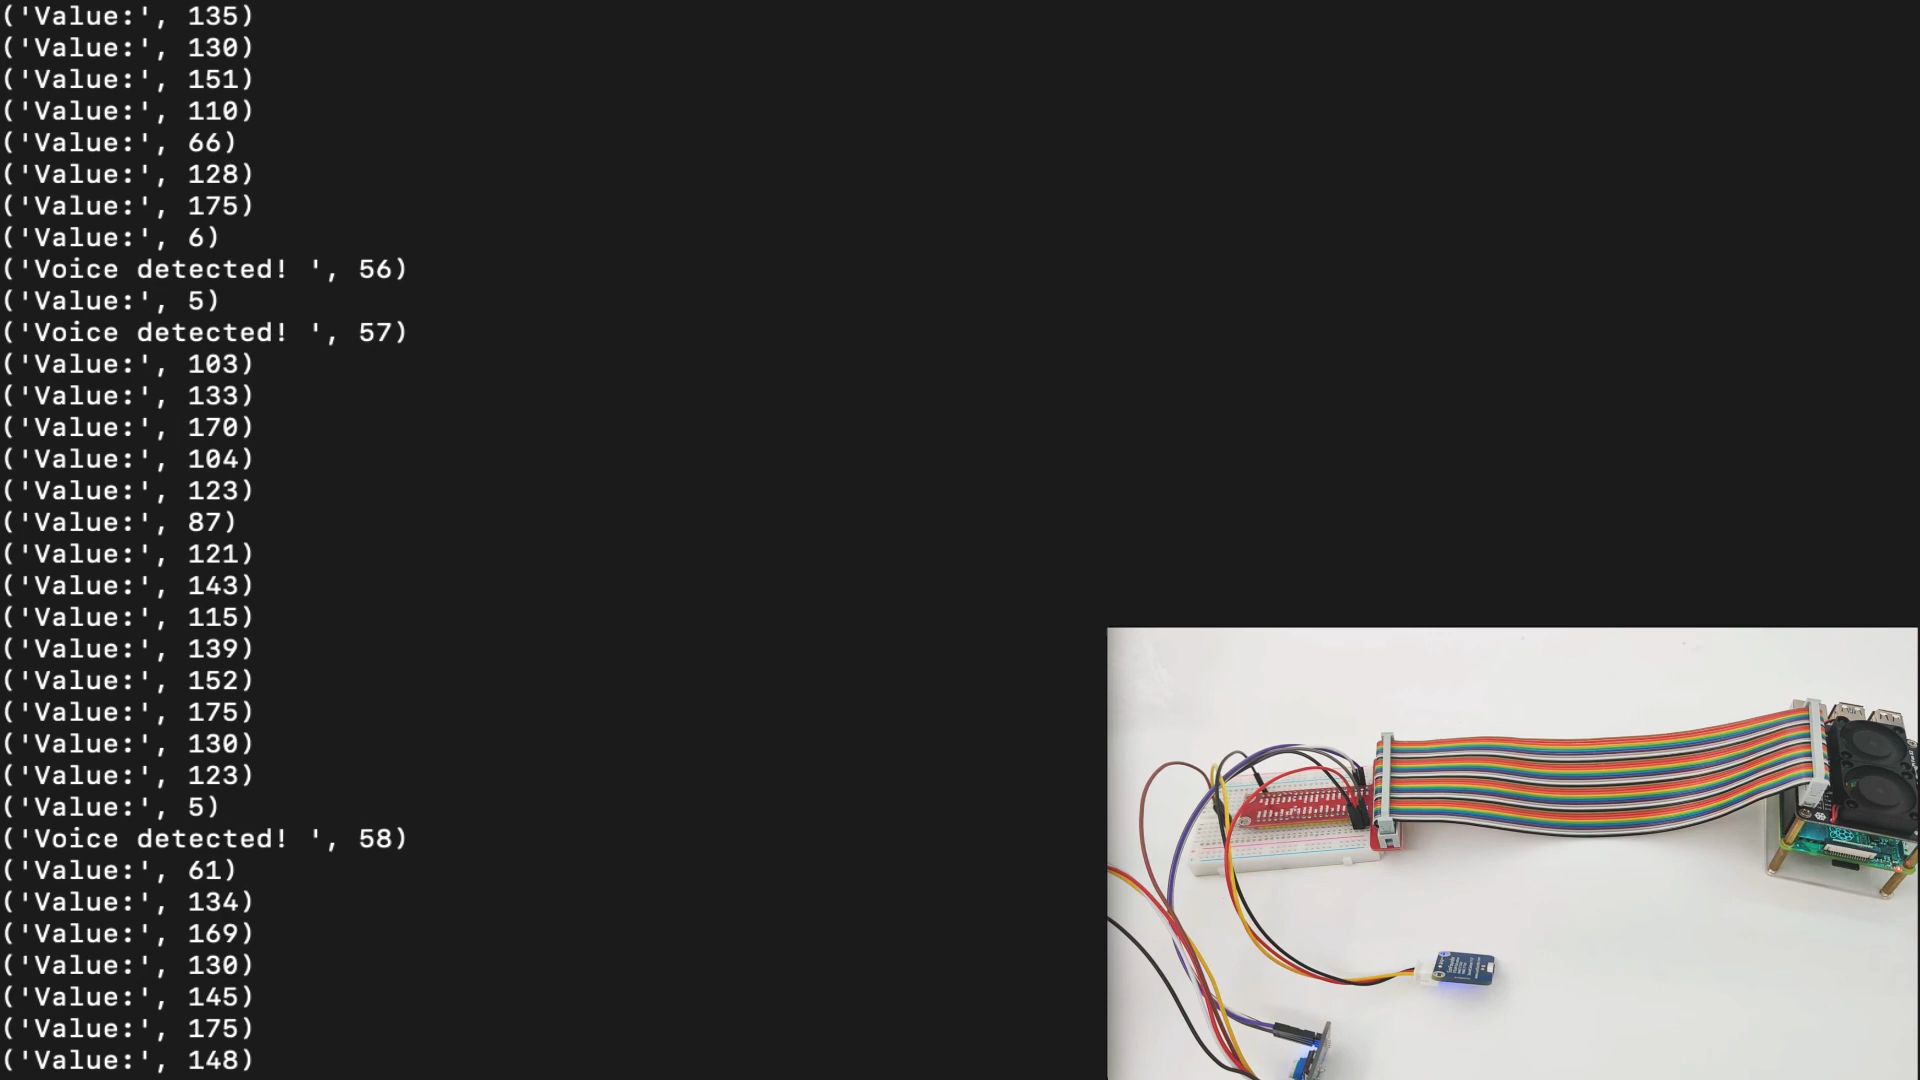 ('Value:', 135)
('Value:', 130)
('Value:', 151)
('Value:', 110)
('Value:', 66)
('Value:', 128)
('Value:', 175)
('Value:', 6)
('Voice detected! ', 56)
('Value:', 5)
('Voice detected! ', 57)
('Value:', 103)
('Value:', 133)
('Value:', 170)
('Value:', 104)
('Value:', 123)
('Value:', 87)
('Value:', 121)
('Value:', 143)
('Value:', 115)
('Value:', 139)
('Value:', 152)
('Value:', 175)
('Value:', 130)
('Value:', 123)
('Value:', 5)
('Voice detected! ', 58)
('Value:', 61)
('Value:', 134)
('Value:', 169)
('Value:', 130)
('Value:', 145)
('Value:', 175)
('Value:', 148)